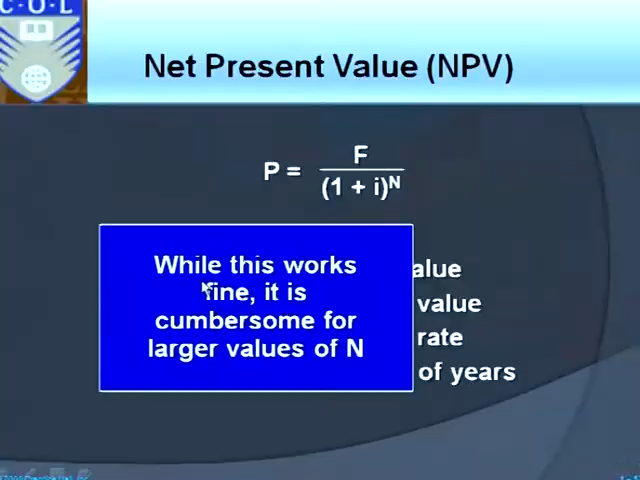 C·O·L
Net Present Value (NPV)
P = F
(1 + i)^N
While this works
fine, it is
cumbersome for
larger values of N
alue
value
rate
of years